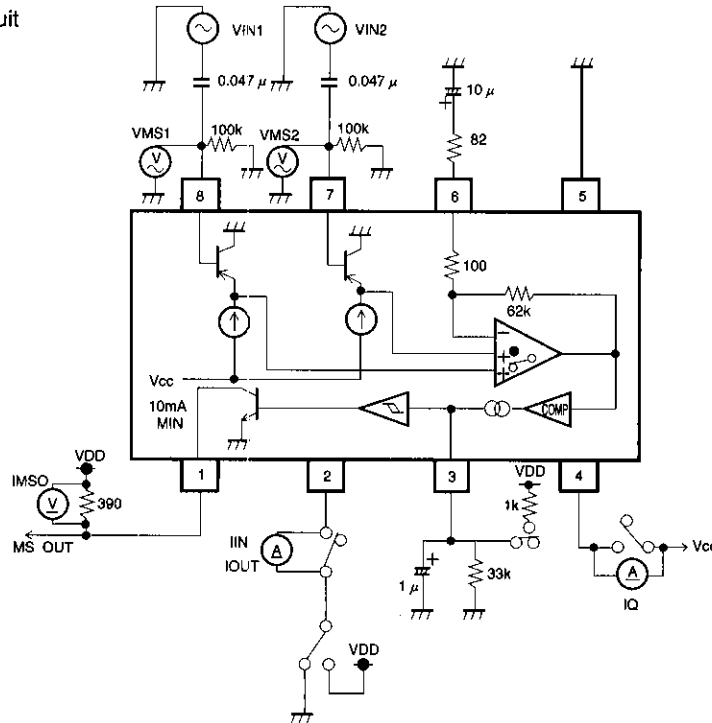 uit
VIN1
VIN2
0.047 μ
0.047 μ
10 μ
+
VMS1
V
100k
VMS2
V
100k
82
8
7
6
5
100
62k
−
+
+
Vcc
10mA
MIN
COMP
1
2
3
4
VDD
IMSO
V
390
MS OUT
IIN
IOUT
A
VDD
1k
+
1 μ
33k
Vcc
A
IQ
VDD